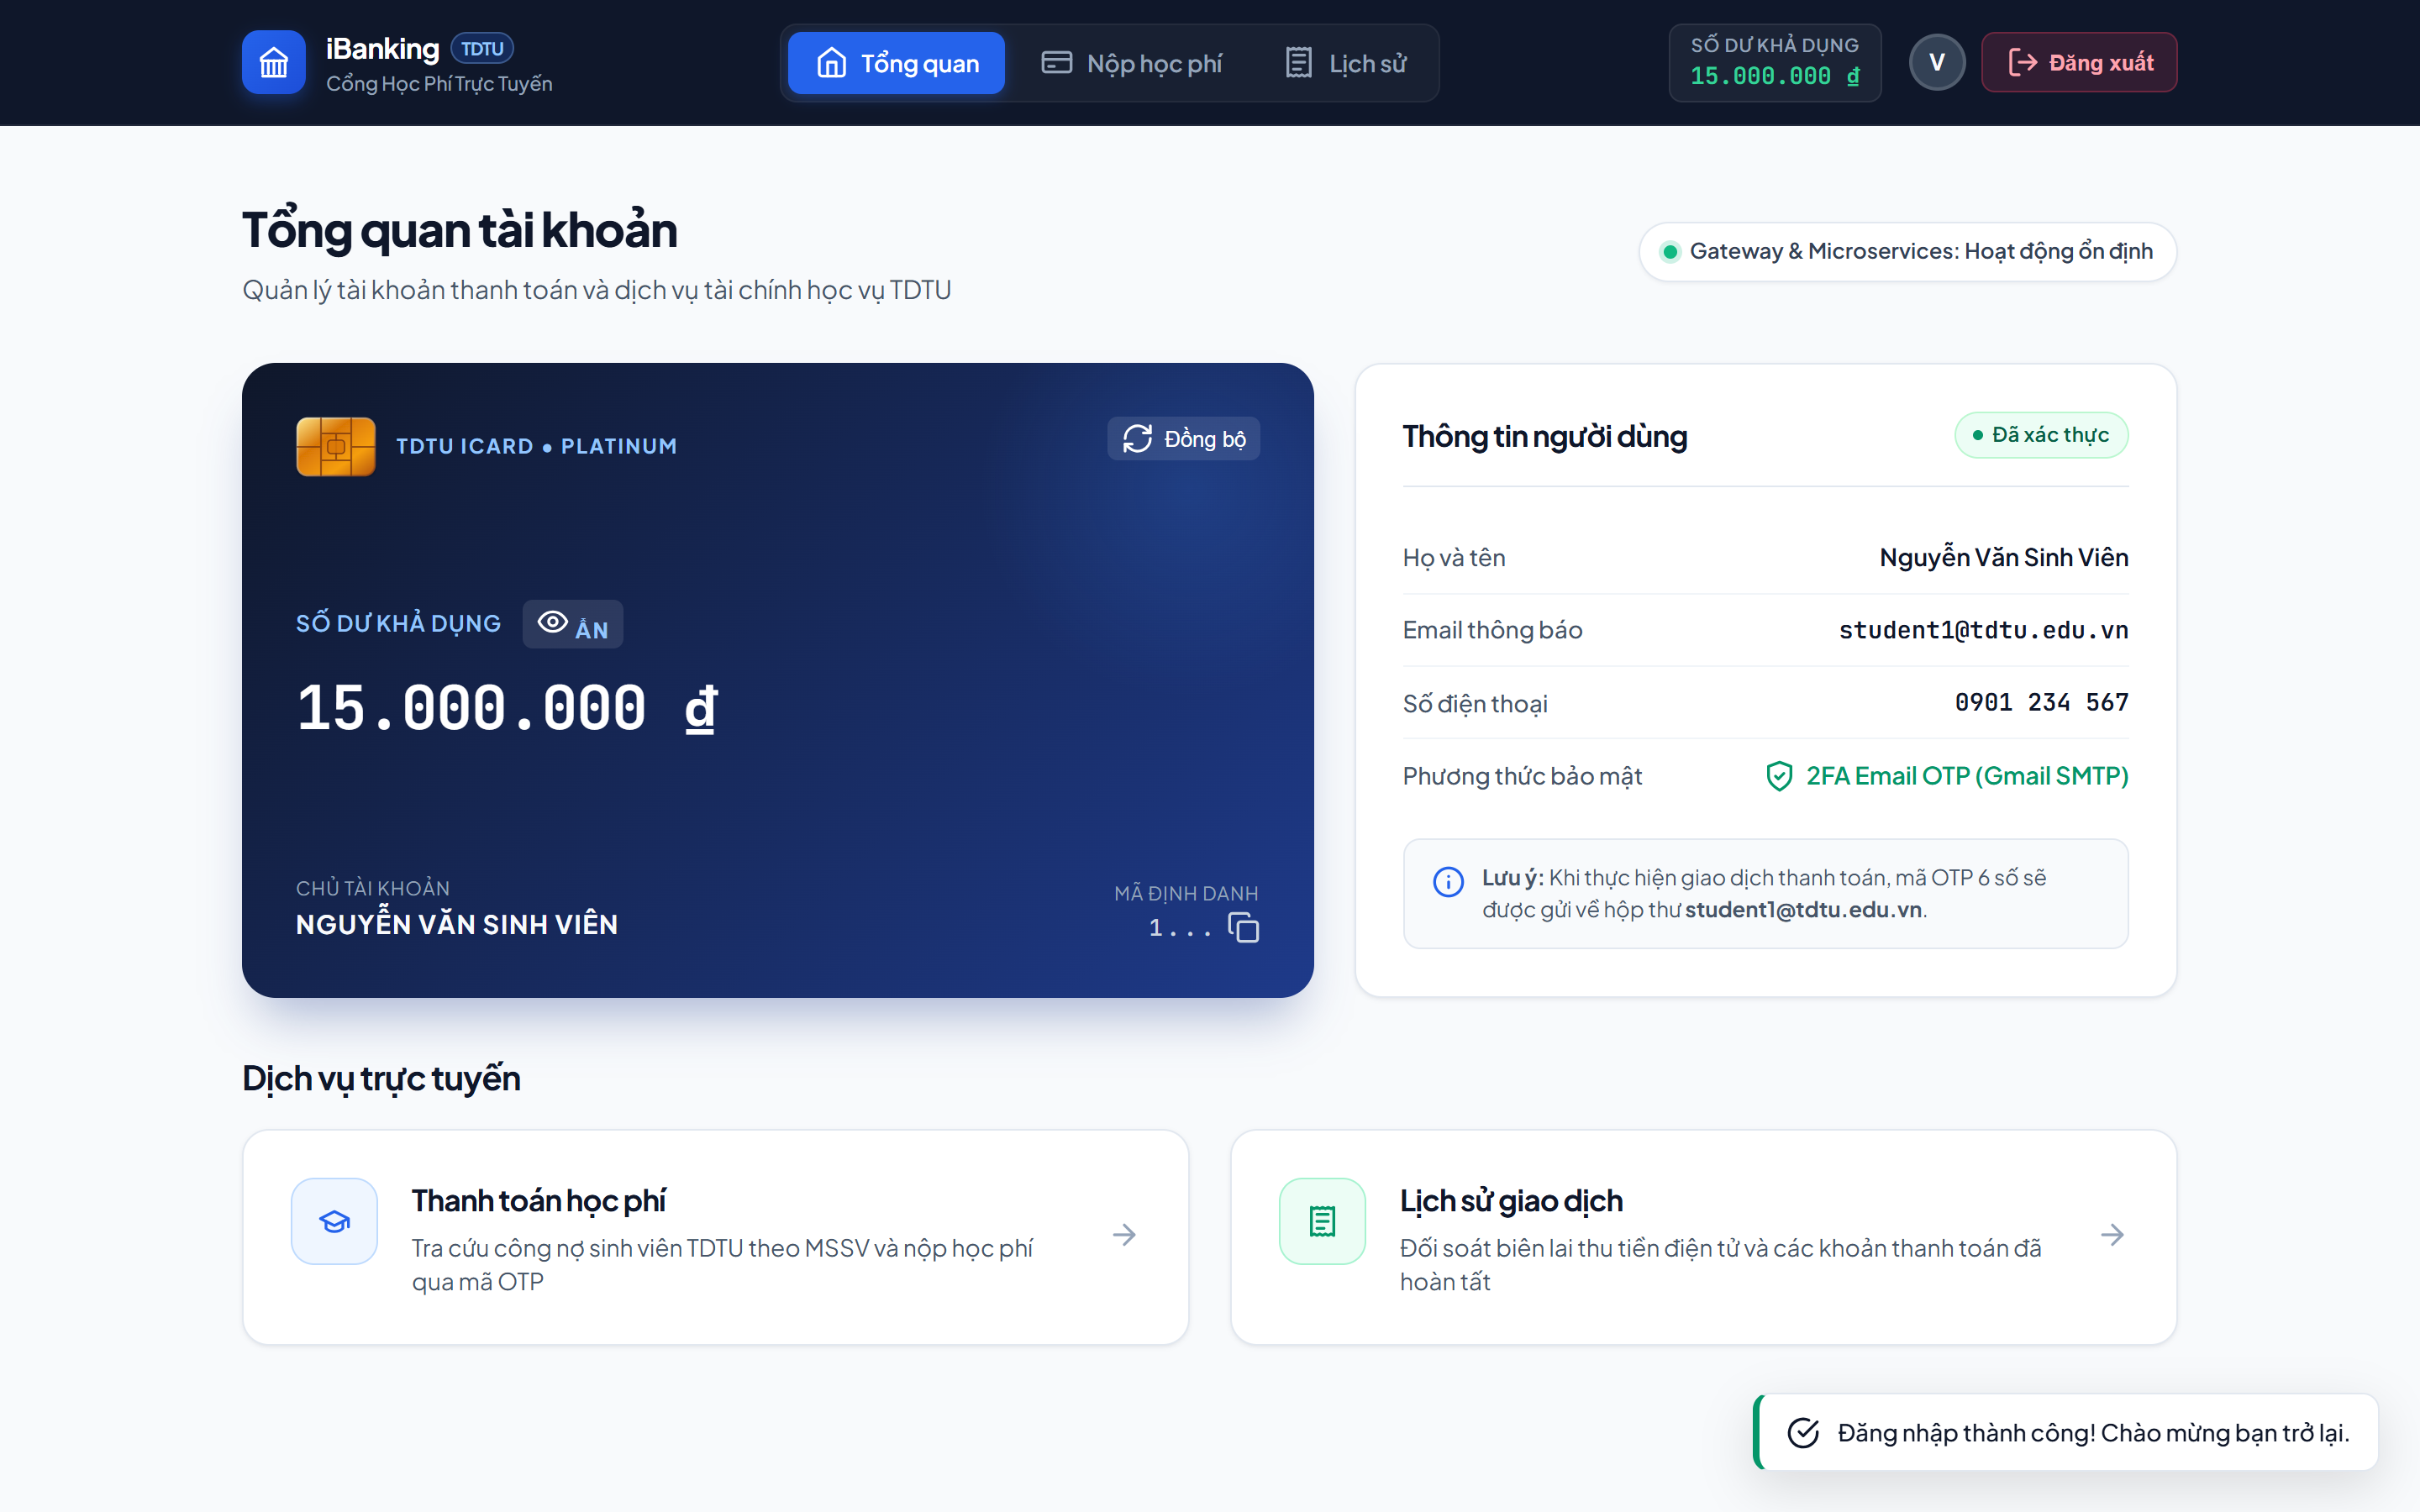 iBanking TDTU
Cổng Học Phí Trực Tuyến
Tổng quan
Nộp học phí
Lịch sử
SỐ DƯ KHẢ DỤNG
15.000.000 ₫
V
Đăng xuất
Tổng quan tài khoản
Quản lý tài khoản thanh toán và dịch vụ tài chính học vụ TDTU
Gateway & Microservices: Hoạt động ổn định
TDTU ICARD ● PLATINUM
Đồng bộ
SỐ DƯ KHẢ DỤNG
ẨN
15.000.000 ₫
CHỦ TÀI KHOẢN
NGUYỄN VĂN SINH VIÊN
MÃ ĐỊNH DANH
1...
Thông tin người dùng
Đã xác thực
Họ và tên
Nguyễn Văn Sinh Viên
Email thông báo
student1@tdtu.edu.vn
Số điện thoại
0901 234 567
Phương thức bảo mật
2FA Email OTP (Gmail SMTP)
Lưu ý: Khi thực hiện giao dịch thanh toán, mã OTP 6 số sẽ
được gửi về hộp thư student1@tdtu.edu.vn.
Dịch vụ trực tuyến
Thanh toán học phí
Tra cứu công nợ sinh viên TDTU theo MSSV và nộp học phí
qua mã OTP
Lịch sử giao dịch
Đối soát biên lai thu tiền điện tử và các khoản thanh toán đã
hoàn tất
Đăng nhập thành công! Chào mừng bạn trở lại.